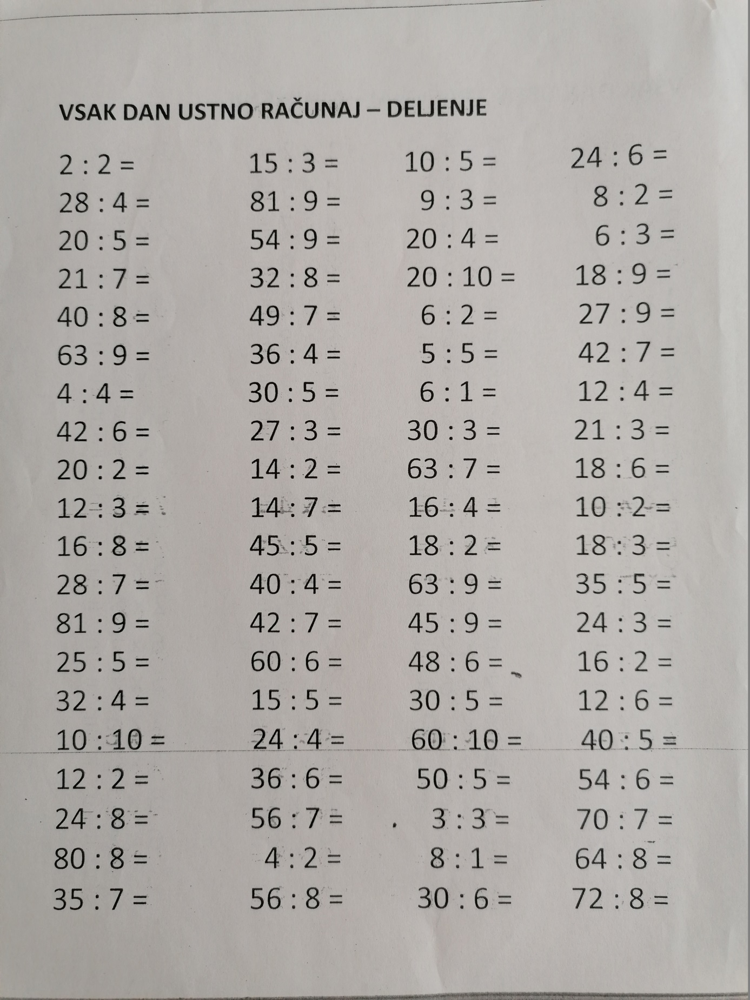 VSAK DAN USTNO RAČUNAJ – DELJENJE
2 : 2 = 15 : 3 = 10 : 5 = 24 : 6 =
28 : 4 = 81 : 9 = 9 : 3 = 8 : 2 =
20 : 5 = 54 : 9 = 20 : 4 = 6 : 3 =
21 : 7 = 32 : 8 = 20 : 10 = 18 : 9 =
40 : 8 = 49 : 7 = 6 : 2 = 27 : 9 =
63 : 9 = 36 : 4 = 5 : 5 = 42 : 7 =
4 : 4 = 30 : 5 = 6 : 1 = 12 : 4 =
42 : 6 = 27 : 3 = 30 : 3 = 21 : 3 =
20 : 2 = 14 : 2 = 63 : 7 = 18 : 6 =
12 : 3 = 14 : 7 = 16 : 4 = 10 : 2 =
16 : 8 = 45 : 5 = 18 : 2 = 18 : 3 =
28 : 7 = 40 : 4 = 63 : 9 = 35 : 5 =
81 : 9 = 42 : 7 = 45 : 9 = 24 : 3 =
25 : 5 = 60 : 6 = 48 : 6 = 16 : 2 =
32 : 4 = 15 : 5 = 30 : 5 = 12 : 6 =
10 : 10 = 24 : 4 = 60 : 10 = 40 : 5 =
12 : 2 = 36 : 6 = 50 : 5 = 54 : 6 =
24 : 8 = 56 : 7 = 3 : 3 = 70 : 7 =
80 : 8 = 4 : 2 = 8 : 1 = 64 : 8 =
35 : 7 = 56 : 8 = 30 : 6 = 72 : 8 =